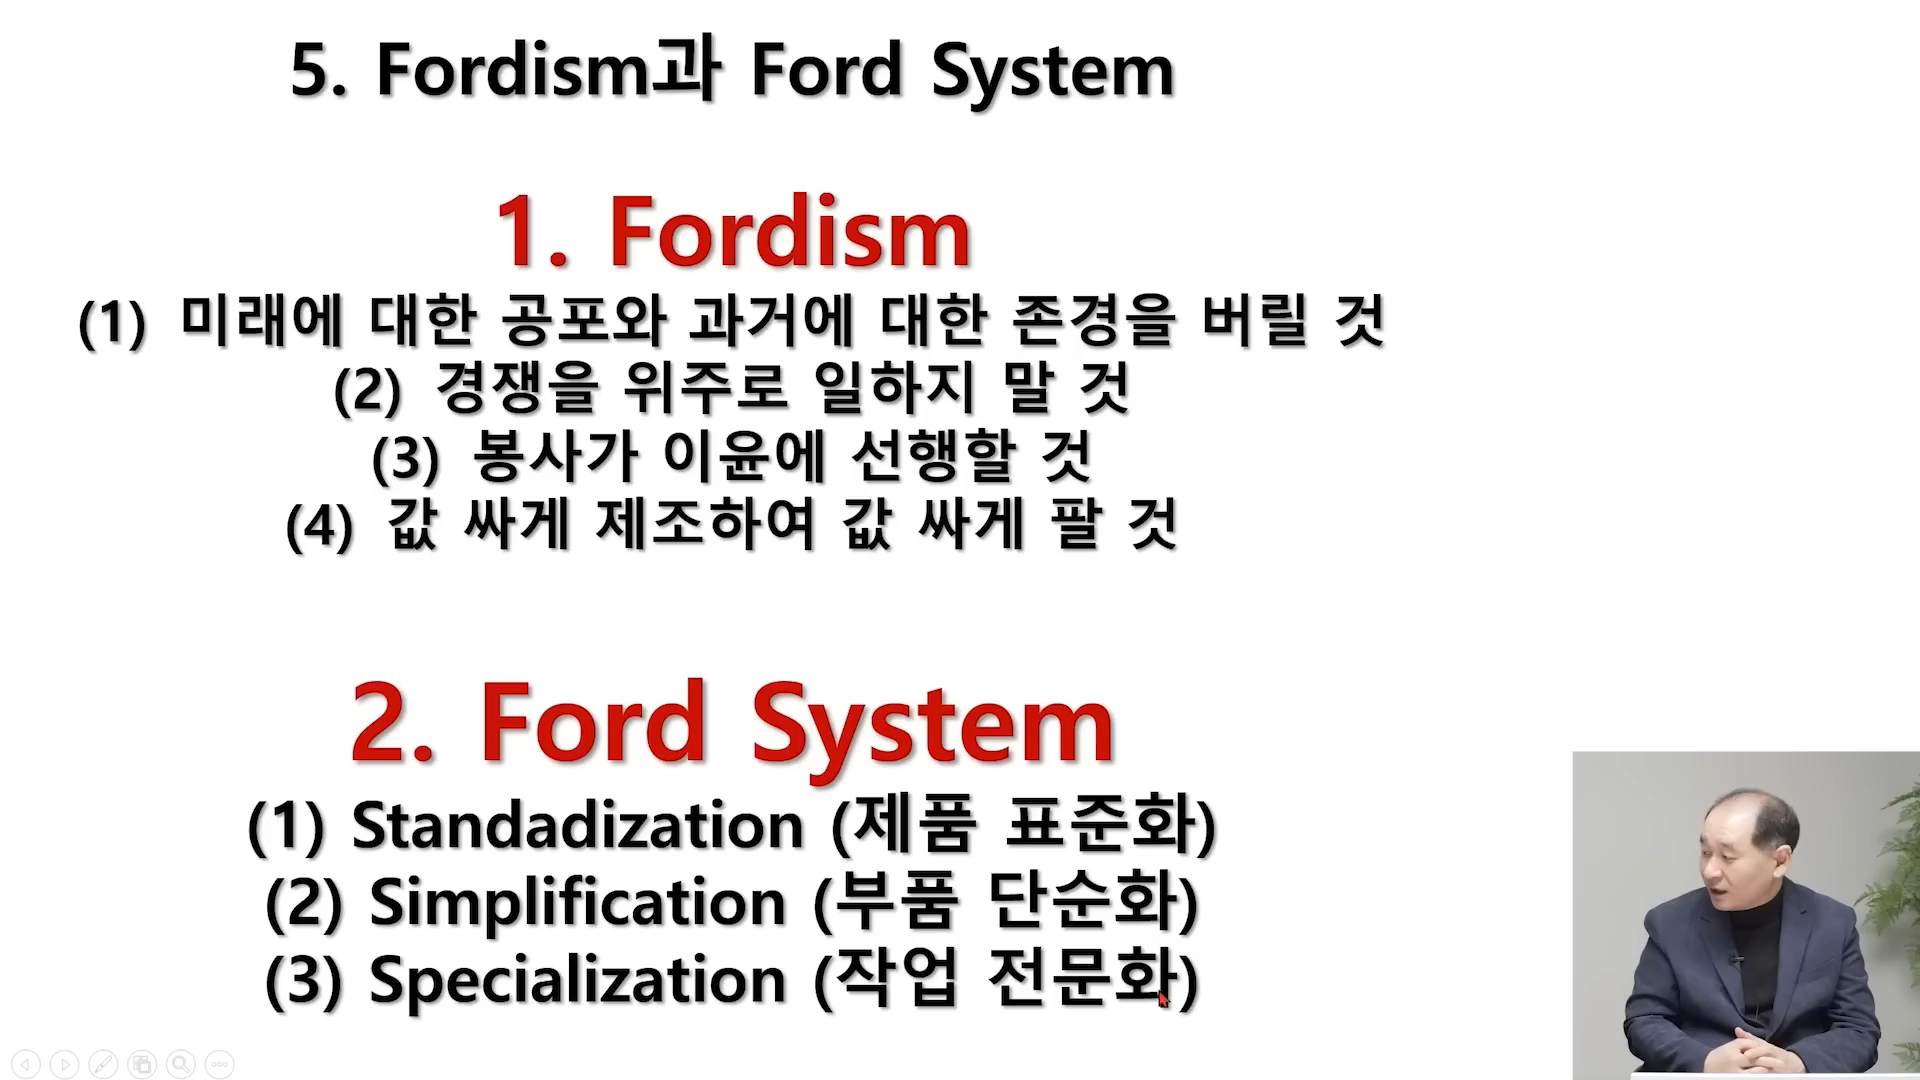 5. Fordism과 Ford System
1. Fordism
(1) 미래에 대한 공포와 과거에 대한 존경을 버릴 것
(2) 경쟁을 위주로 일하지 말 것
(3) 봉사가 이윤에 선행할 것
(4) 값 싸게 제조하여 값 싸게 팔 것
2. Ford System
(1) Standadization (제품 표준화)
(2) Simplification (부품 단순화)
(3) Specialization (작업 전문화)